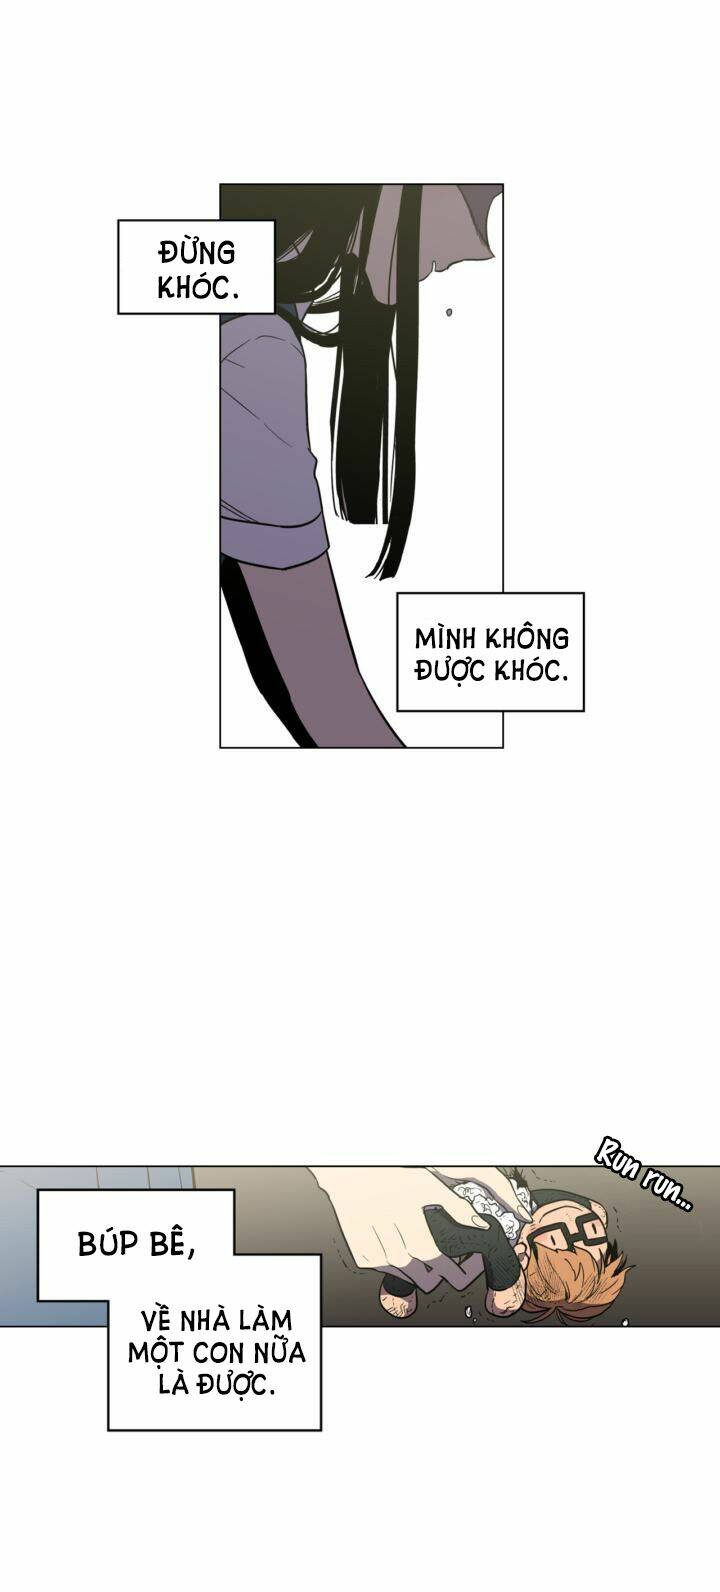 ĐỪNG
KHÓC.
MÌNH KHÔNG
ĐƯỢC KHÓC.
Run run...
BÚP BÊ,
VỀ NHÀ LÀM
MỘT CON NỮA
LÀ ĐƯỢC.